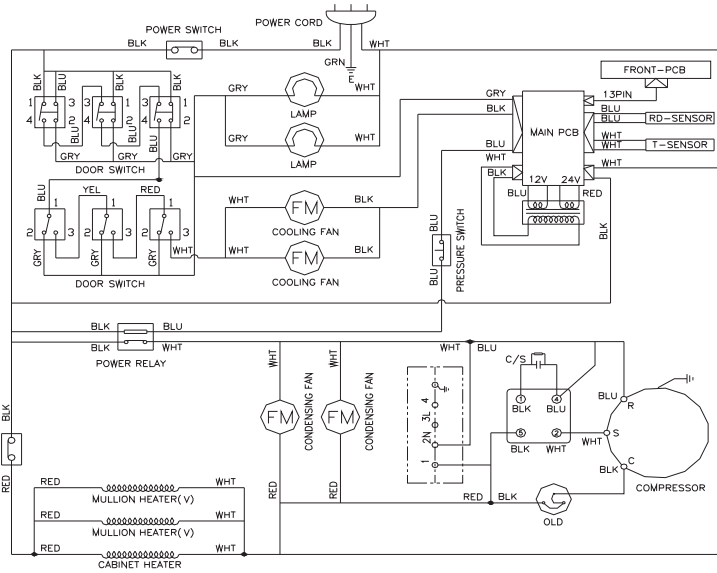 POWER CORD
POWER SWITCH
BLK BLK BLK WHT
GRN
E
BLK BLU BLK BLK BLU
1 3 3 1 3 1
4 2 4 2 4 2
BLU BLU BLU
GRY GRY GRY
DOOR SWITCH
GRY WHT
LAMP
GRY WHT
LAMP
GRY
BLK
BLU
WHT
BLK
MAIN PCB
12V 24V
BLU RED
FRONT-PCB
13PIN
BLU
BLU
RD-SENSOR
WHT
WHT
T-SENSOR
WHT
BLK
BLU YEL RED
1 1 1
2 3 2 3 2 3
GRY GRY GRY WHT
DOOR SWITCH
WHT BLK
FM
COOLING FAN
WHT BLK
FM
COOLING FAN
BLU
BLU
PRESSURE SWITCH
BLK BLU
BLK WHT
POWER RELAY
WHT WHT
FM FM
CONDENSING FAN
CONDENSING FAN
RED RED
WHT BLU
4
3L
2N
1
C/S
1 4
BLK BLU
5 2
BLK WHT
BLU R
WHT S
BLK C
COMPRESSOR
RED BLK
OLD
BLK
RED
RED WHT
MULLION HEATER(V)
RED WHT
MULLION HEATER(V)
RED WHT
CABINET HEATER